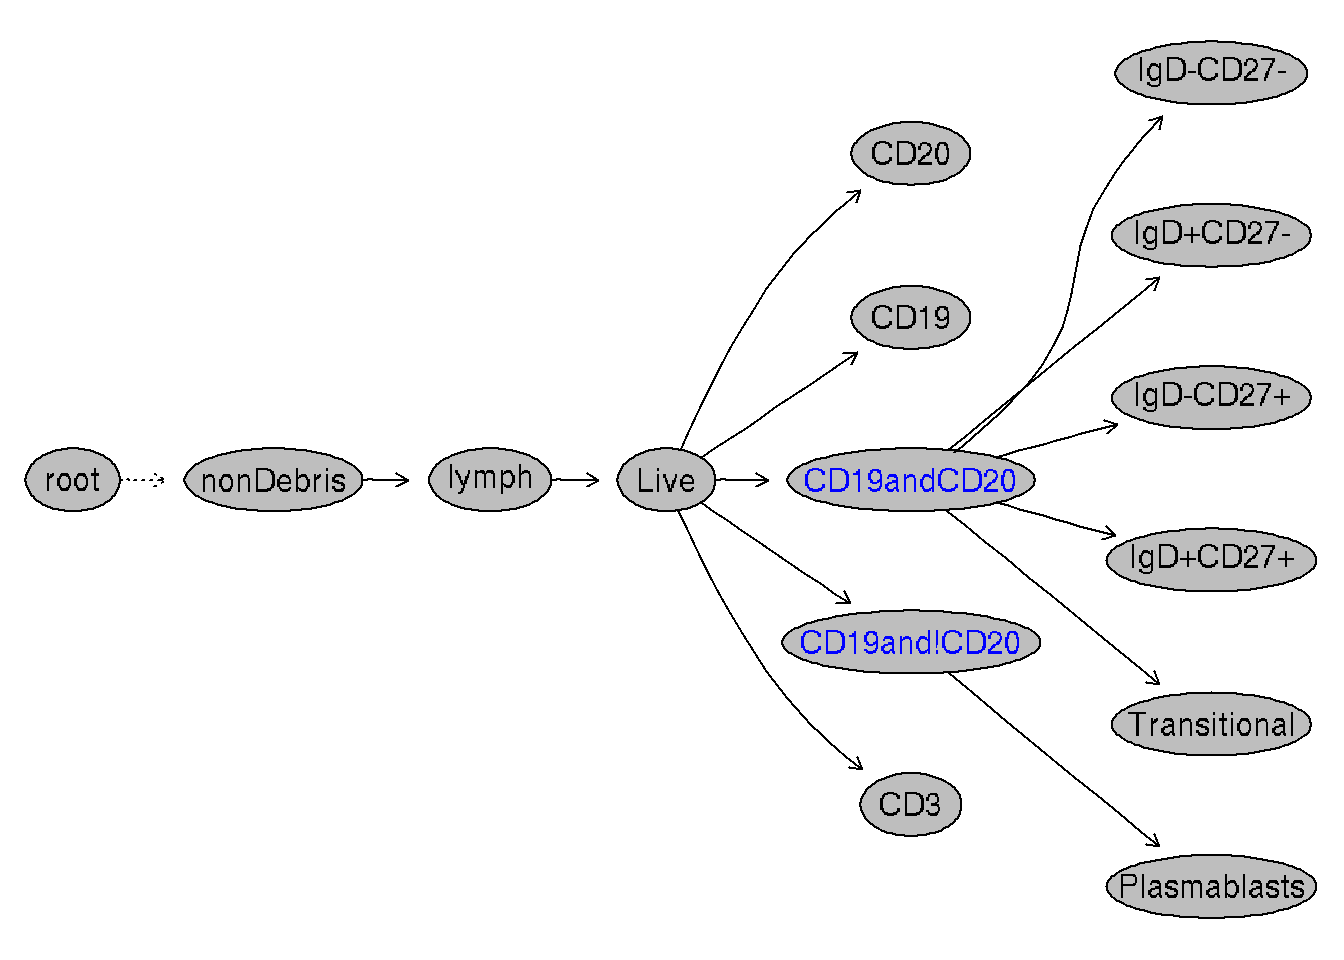 root
nonDebris
lymph
Live
CD20
CD19
CD19andCD20
CD19and!CD20
CD3
IgD-CD27-
IgD+CD27-
IgD-CD27+
IgD+CD27+
Transitional
Plasmablasts